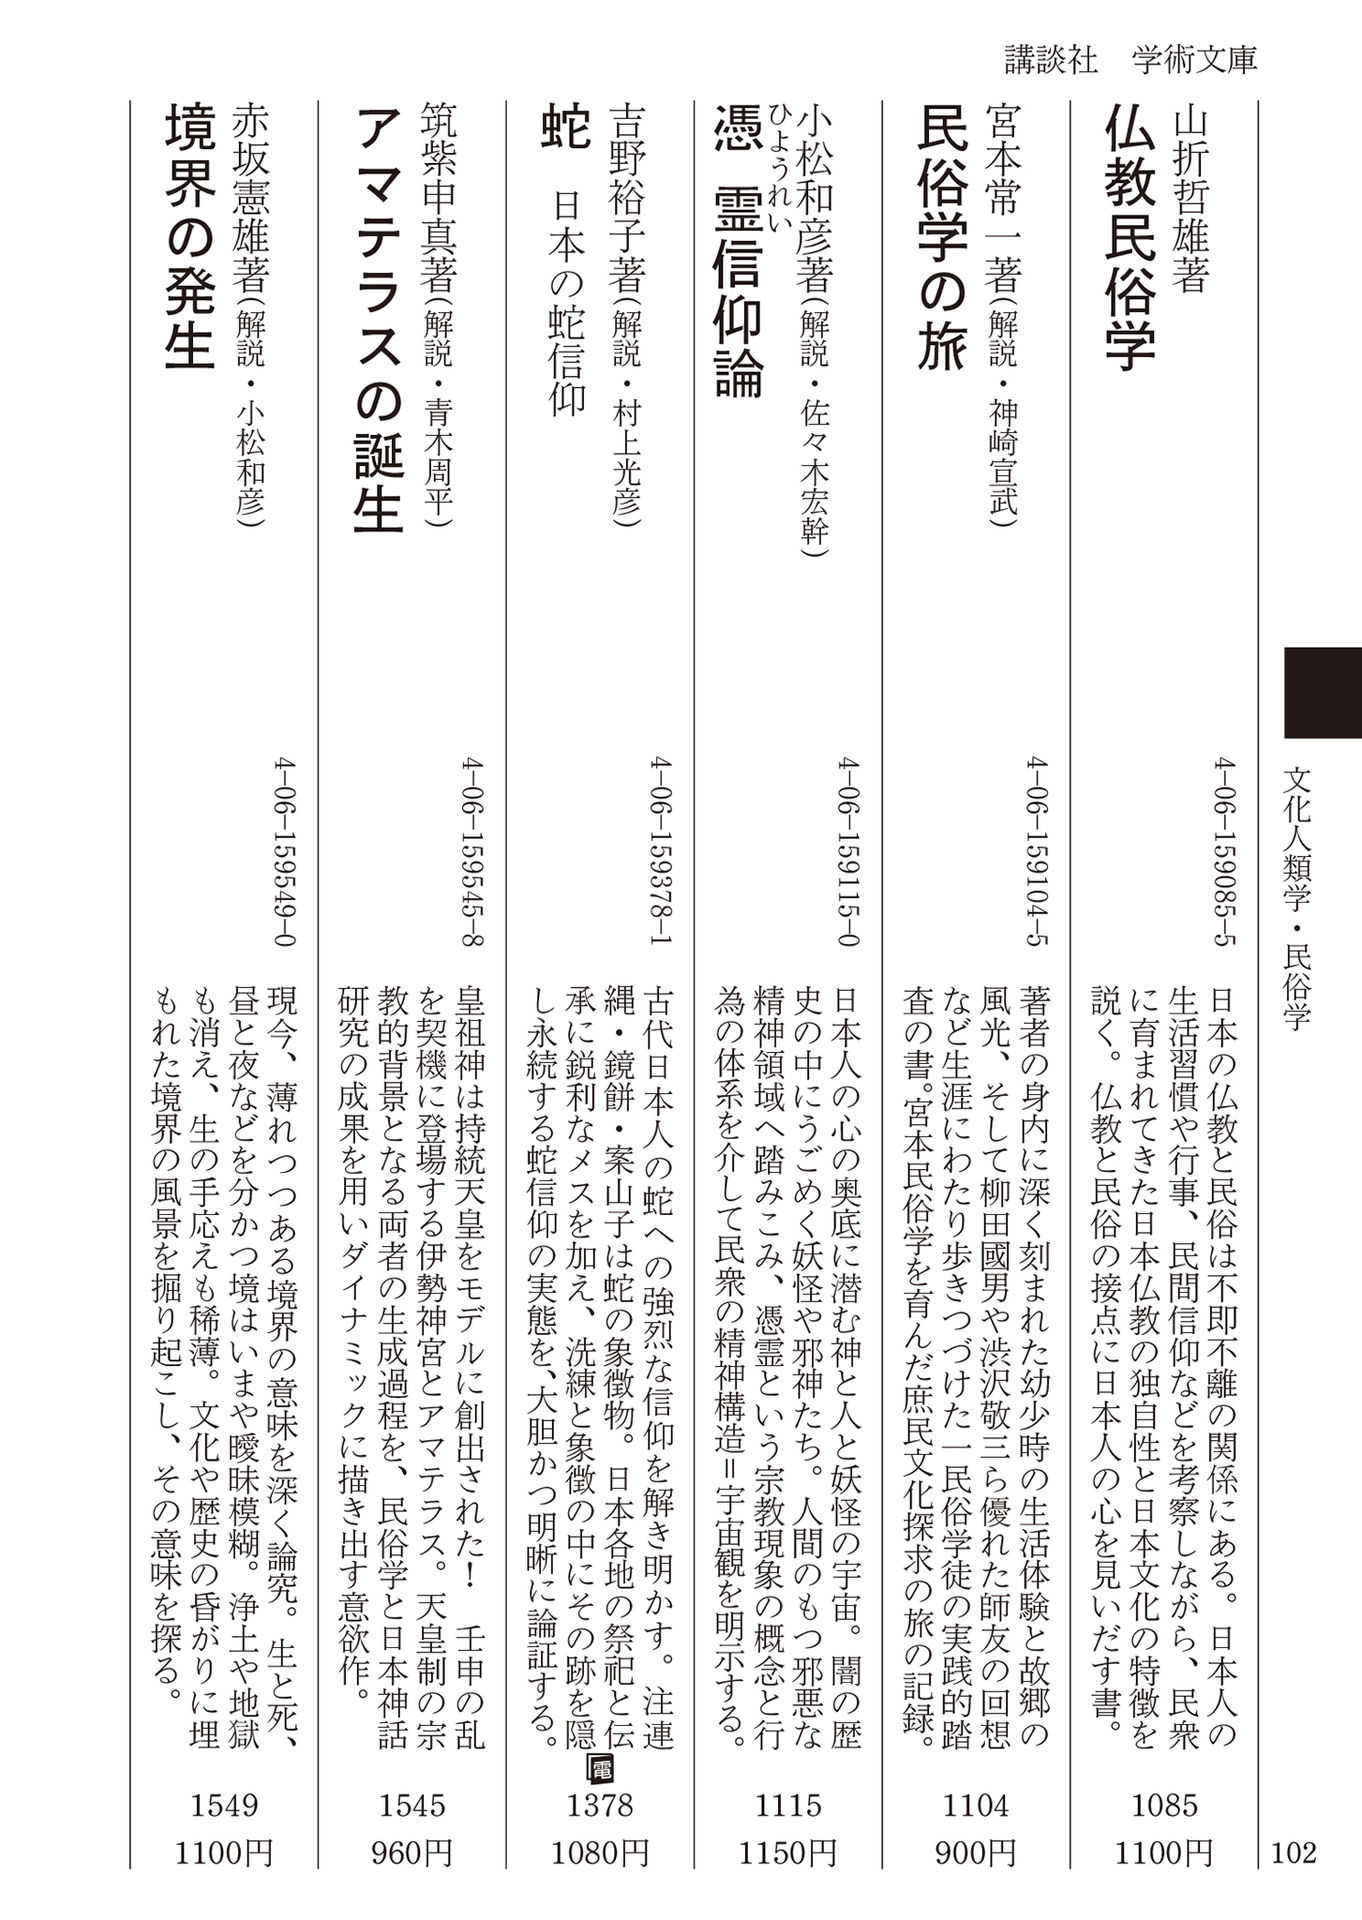 講談社　学術文庫
文化人類学・民俗学
102
山折哲雄著
仏教民俗学
4-06-159085-5
日本の仏教と民俗は不即不離の関係にある。日本人の
生活習慣や行事、民間信仰などを考察しながら、民衆
に育まれてきた日本仏教の独自性と日本文化の特徴を
説く。仏教と民俗の接点に日本人の心を見いだす書。
1085
1100円
宮本常一著(解説・神崎宣武)
民俗学の旅
4-06-159104-5
著者の身内に深く刻まれた幼少時の生活体験と故郷の
風光、そして柳田國男や渋沢敬三ら優れた師友の回想
など生涯にわたり歩きつづけた一民俗学徒の実践的踏
査の書。宮本民俗学を育んだ庶民文化探求の旅の記録。
1104
900円
小松和彦著(解説・佐々木宏幹)
ひょうれい
憑霊信仰論
4-06-159115-0
日本人の心の奥底に潜む神と人と妖怪の宇宙。闇の歴
史の中にうごめく妖怪や邪神たち。人間のもつ邪悪な
精神領域へ踏みこみ、憑霊という宗教現象の概念と行
為の体系を介して民衆の精神構造＝宇宙観を明示する。
1115
1150円
吉野裕子著(解説・村上光彦)
蛇　日本の蛇信仰
4-06-159378-1
古代日本人の蛇への強烈な信仰を解き明かす。注連
縄・鏡餅・案山子は蛇の象徴物。日本各地の祭祀と伝
承に鋭利なメスを加え、洗練と象徴の中にその跡を隠
し永続する蛇信仰の実態を、大胆かつ明晰に論証する。
電
1378
1080円
筑紫申真著(解説・青木周平)
アマテラスの誕生
4-06-159545-8
皇祖神は持統天皇をモデルに創出された！　壬申の乱
を契機に登場する伊勢神宮とアマテラス。天皇制の宗
教的背景となる両者の生成過程を、民俗学と日本神話
研究の成果を用いダイナミックに描き出す意欲作。
1545
960円
赤坂憲雄著(解説・小松和彦)
境界の発生
4-06-159549-0
現今、薄れつつある境界の意味を深く論究。生と死、
昼と夜などを分かつ境はいまや曖昧模糊。浄土や地獄
も消え、生の手応えも稀薄。文化や歴史の昏がりに埋
もれた境界の風景を掘り起こし、その意味を探る。
1549
1100円